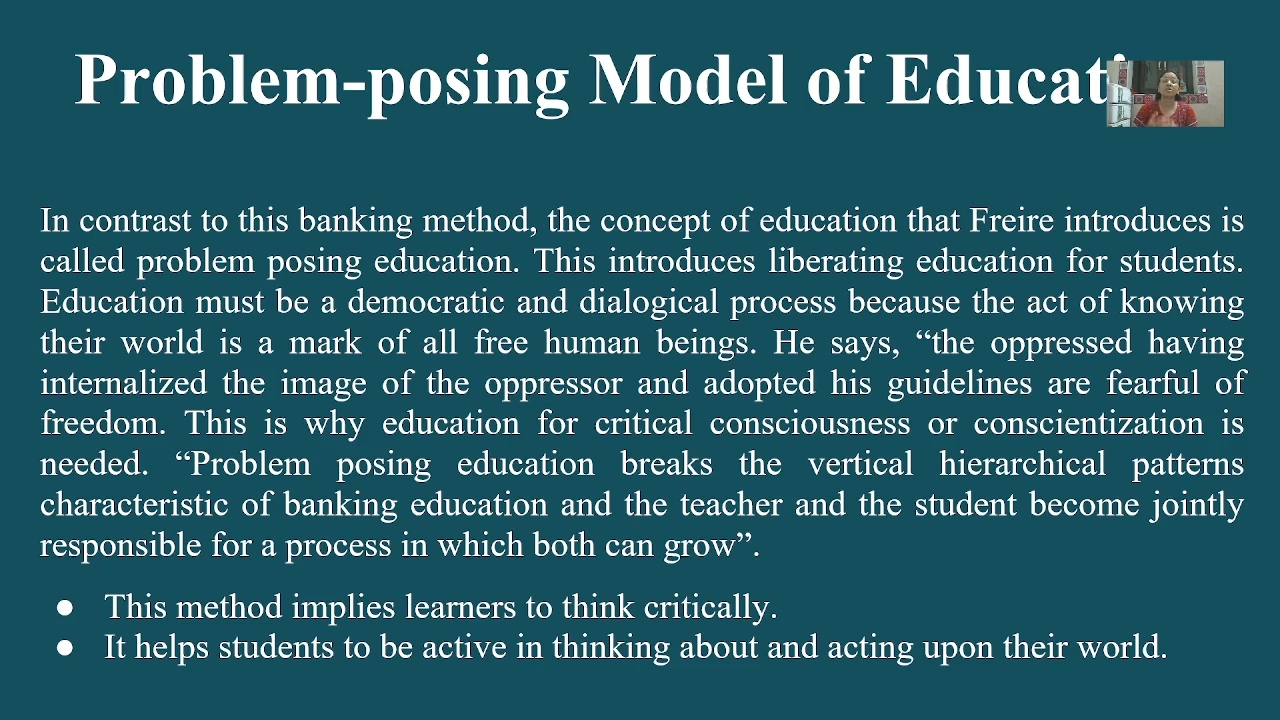 Problem-posing Model of Educati
In contrast to this banking method, the concept of education that Freire introduces is
called problem posing education. This introduces liberating education for students.
Education must be a democratic and dialogical process because the act of knowing
their world is a mark of all free human beings. He says, “the oppressed having
internalized the image of the oppressor and adopted his guidelines are fearful of
freedom. This is why education for critical consciousness or conscientization is
needed. “Problem posing education breaks the vertical hierarchical patterns
characteristic of banking education and the teacher and the student become jointly
responsible for a process in which both can grow”.
● This method implies learners to think critically.
● It helps students to be active in thinking about and acting upon their world.